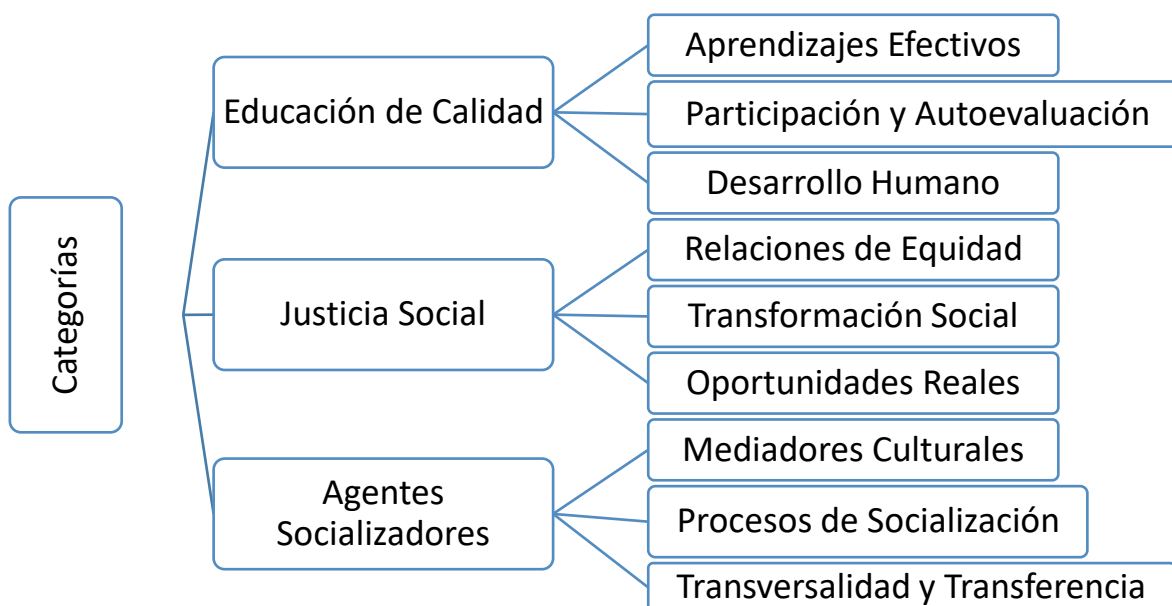 Categorías
Educación de Calidad
Aprendizajes Efectivos
Participación y Autoevaluación
Desarrollo Humano
Justicia Social
Relaciones de Equidad
Transformación Social
Oportunidades Reales
Agentes
Socializadores
Mediadores Culturales
Procesos de Socialización
Transversalidad y Transferencia